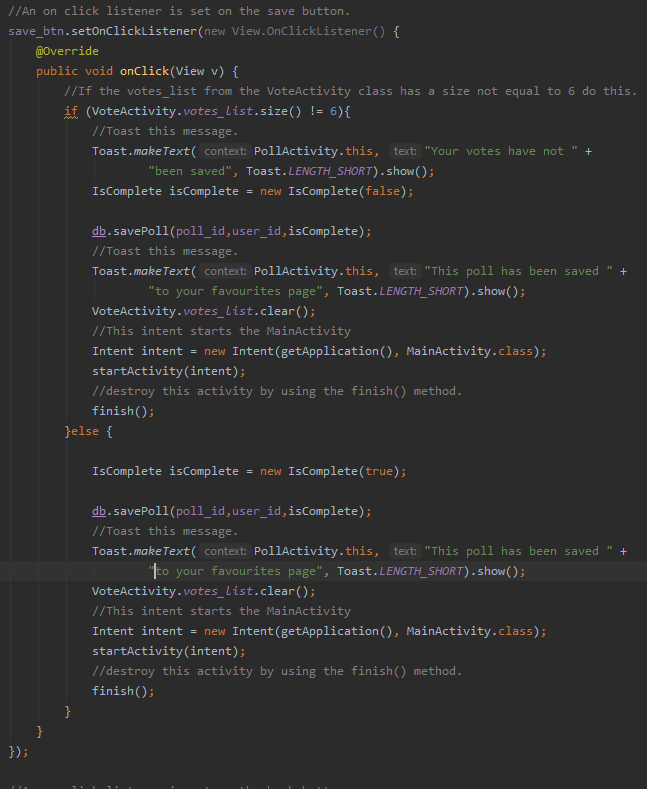 //An on click listener is set on the save button.
save_btn.setOnClickListener(new View.OnClickListener() {
@Override
public void onClick(View v) {
//If the votes_list from the VoteActivity class has a size not equal to 6 do this.
if (VoteActivity.votes_list.size() != 6){
//Toast this message.
Toast.makeText( context: PollActivity.this, text: "Your votes have not " +
"been saved", Toast.LENGTH_SHORT).show();
IsComplete isComplete = new IsComplete(false);
db.savePoll(poll_id,user_id,isComplete);
//Toast this message.
Toast.makeText( context: PollActivity.this, text: "This poll has been saved " +
"to your favourites page", Toast.LENGTH_SHORT).show();
VoteActivity.votes_list.clear();
//This intent starts the MainActivity
Intent intent = new Intent(getApplication(), MainActivity.class);
startActivity(intent);
//destroy this activity by using the finish() method.
finish();
}else {
IsComplete isComplete = new IsComplete(true);
db.savePoll(poll_id,user_id,isComplete);
//Toast this message.
Toast.makeText( context: PollActivity.this, text: "This poll has been saved " +
"to your favourites page", Toast.LENGTH_SHORT).show();
VoteActivity.votes_list.clear();
//This intent starts the MainActivity
Intent intent = new Intent(getApplication(), MainActivity.class);
startActivity(intent);
//destroy this activity by using the finish() method.
finish();
}
}
});